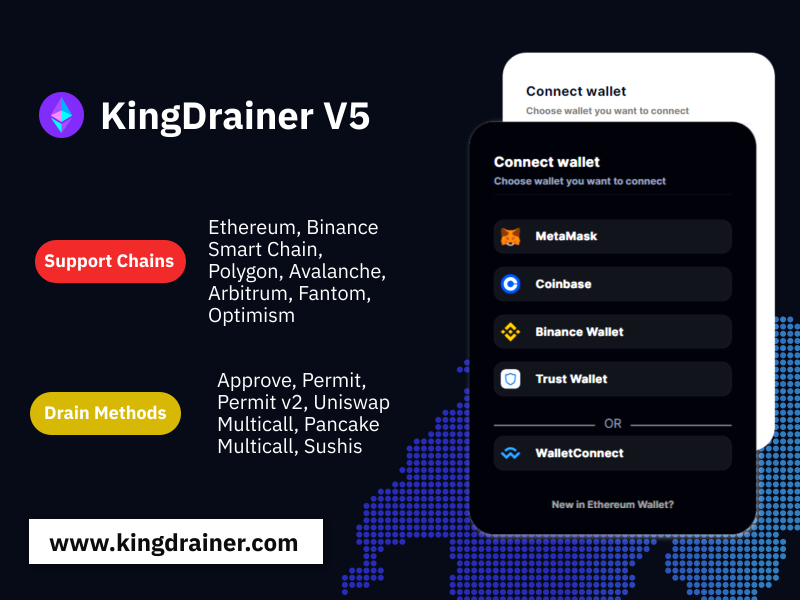 KingDrainer V5
Support Chains
Ethereum, Binance
Smart Chain,
Polygon, Avalanche,
Arbitrum, Fantom,
Optimism
Drain Methods
Approve, Permit,
Permit v2, Uniswap
Multicall, Pancake
Multicall, Sushis
www.kingdrainer.com
Connect wallet
Choose wallet you want to connect
Connect wallet
Choose wallet you want to connect
MetaMask
Coinbase
Binance Wallet
Trust Wallet
OR
WalletConnect
New in Ethereum Wallet?